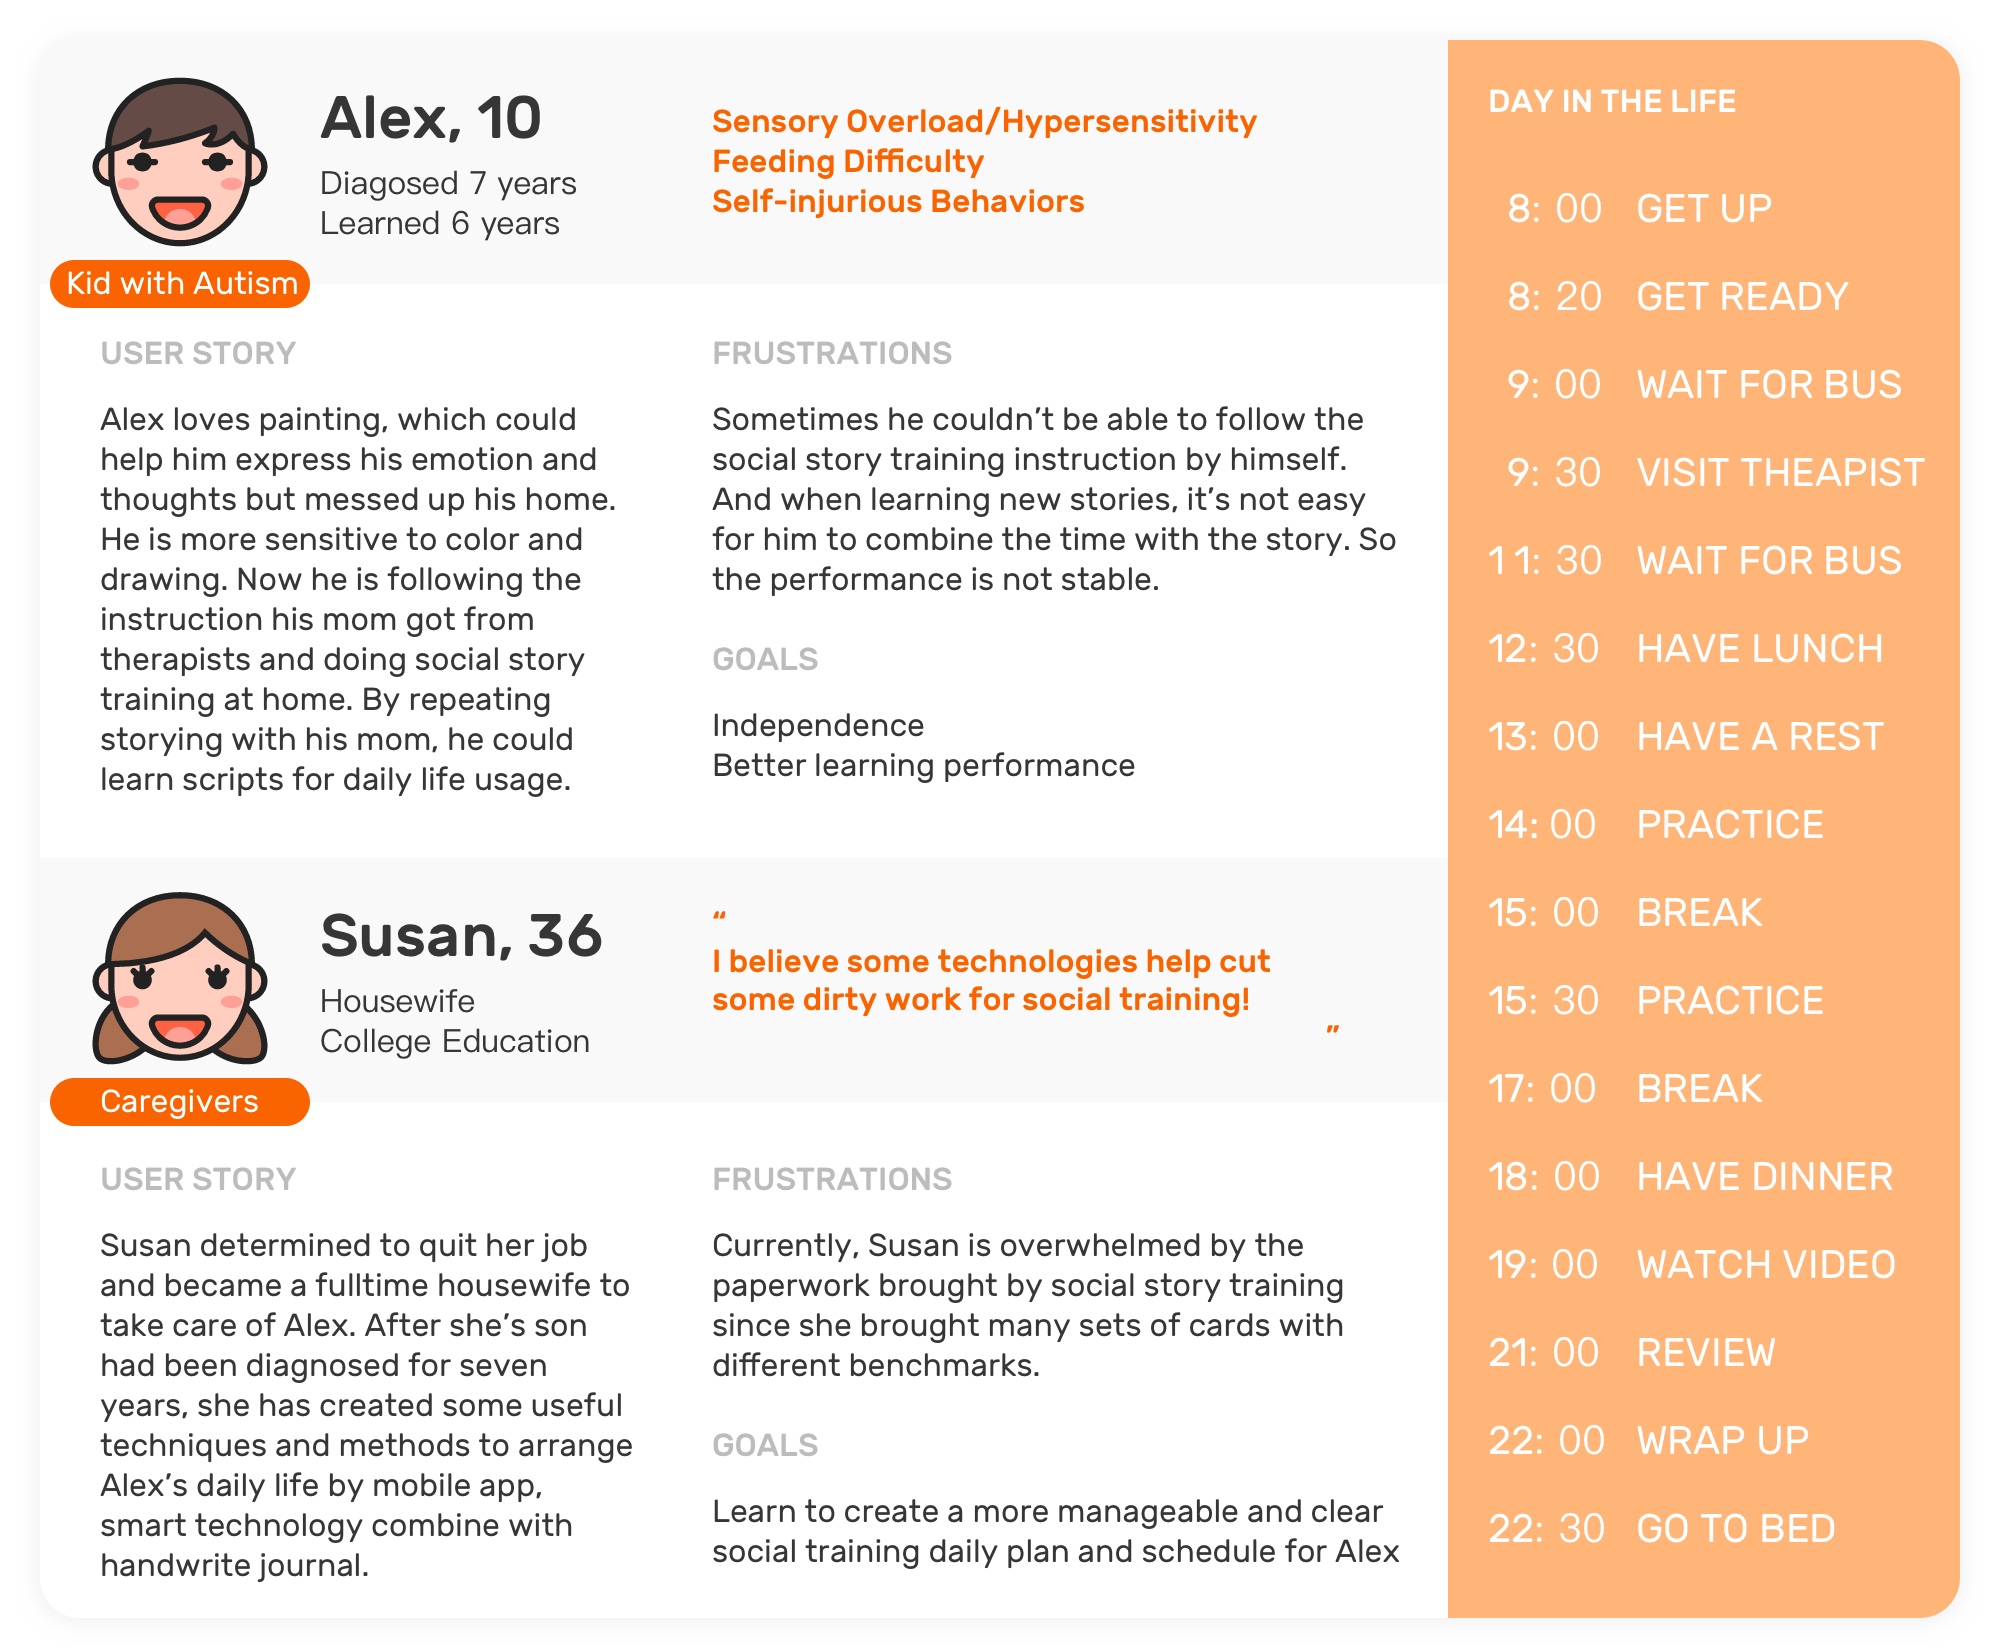 Alex, 10
Diagosed 7 years
Learned 6 years
Kid with Autism
Sensory Overload/Hypersensitivity
Feeding Difficulty
Self-injurious Behaviors
USER STORY
Alex loves painting, which could
help him express his emotion and
thoughts but messed up his home.
He is more sensitive to color and
drawing. Now he is following the
instruction his mom got from
therapists and doing social story
training at home. By repeating
storying with his mom, he could
learn scripts for daily life usage.
FRUSTRATIONS
Sometimes he couldn’t be able to follow the
social story training instruction by himself.
And when learning new stories, it’s not easy
for him to combine the time with the story. So
the performance is not stable.
GOALS
Independence
Better learning performance
Susan, 36
Housewife
College Education
Caregivers
“
I believe some technologies help cut
some dirty work for social training!
”
USER STORY
Susan determined to quit her job
and became a fulltime housewife to
take care of Alex. After she’s son
had been diagnosed for seven
years, she has created some useful
techniques and methods to arrange
Alex’s daily life by mobile app,
smart technology combine with
handwrite journal.
FRUSTRATIONS
Currently, Susan is overwhelmed by the
paperwork brought by social story training
since she brought many sets of cards with
different benchmarks.
GOALS
Learn to create a more manageable and clear
social training daily plan and schedule for Alex
DAY IN THE LIFE
8: 00 GET UP
8: 20 GET READY
9: 00 WAIT FOR BUS
9: 30 VISIT THEAPIST
11: 30 WAIT FOR BUS
12: 30 HAVE LUNCH
13: 00 HAVE A REST
14: 00 PRACTICE
15: 00 BREAK
15: 30 PRACTICE
17: 00 BREAK
18: 00 HAVE DINNER
19: 00 WATCH VIDEO
21: 00 REVIEW
22: 00 WRAP UP
22: 30 GO TO BED